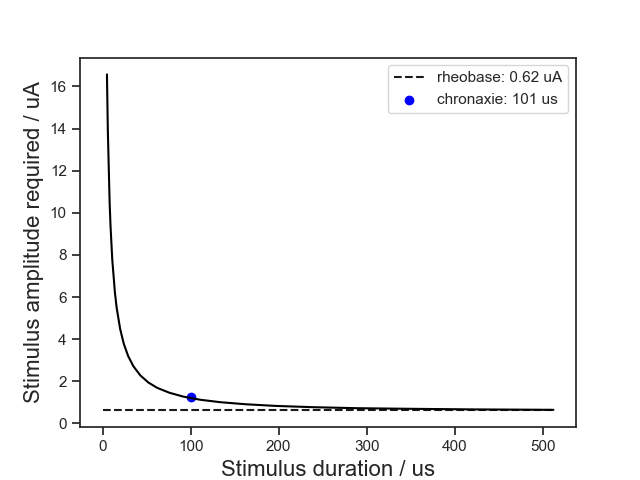 rheobase: 0.62 uA
chronaxie: 101 us
Stimulus amplitude required / uA
16
14
12
10
8
6
4
2
0
0 100 200 300 400 500
Stimulus duration / us